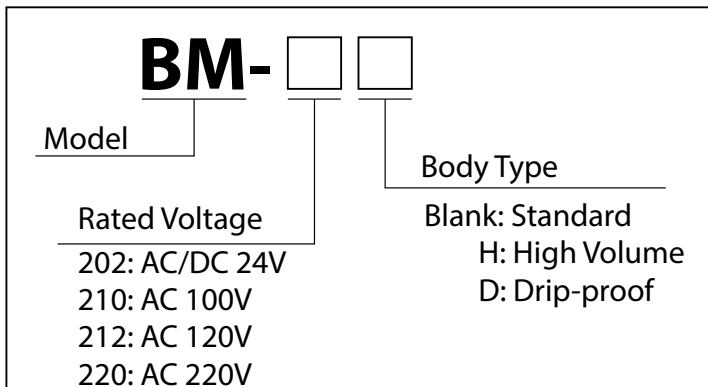 BM-
Model
Rated Voltage
202: AC/DC 24V
210: AC 100V
212: AC 120V
220: AC 220V
Body Type
Blank: Standard
H: High Volume
D: Drip-proof